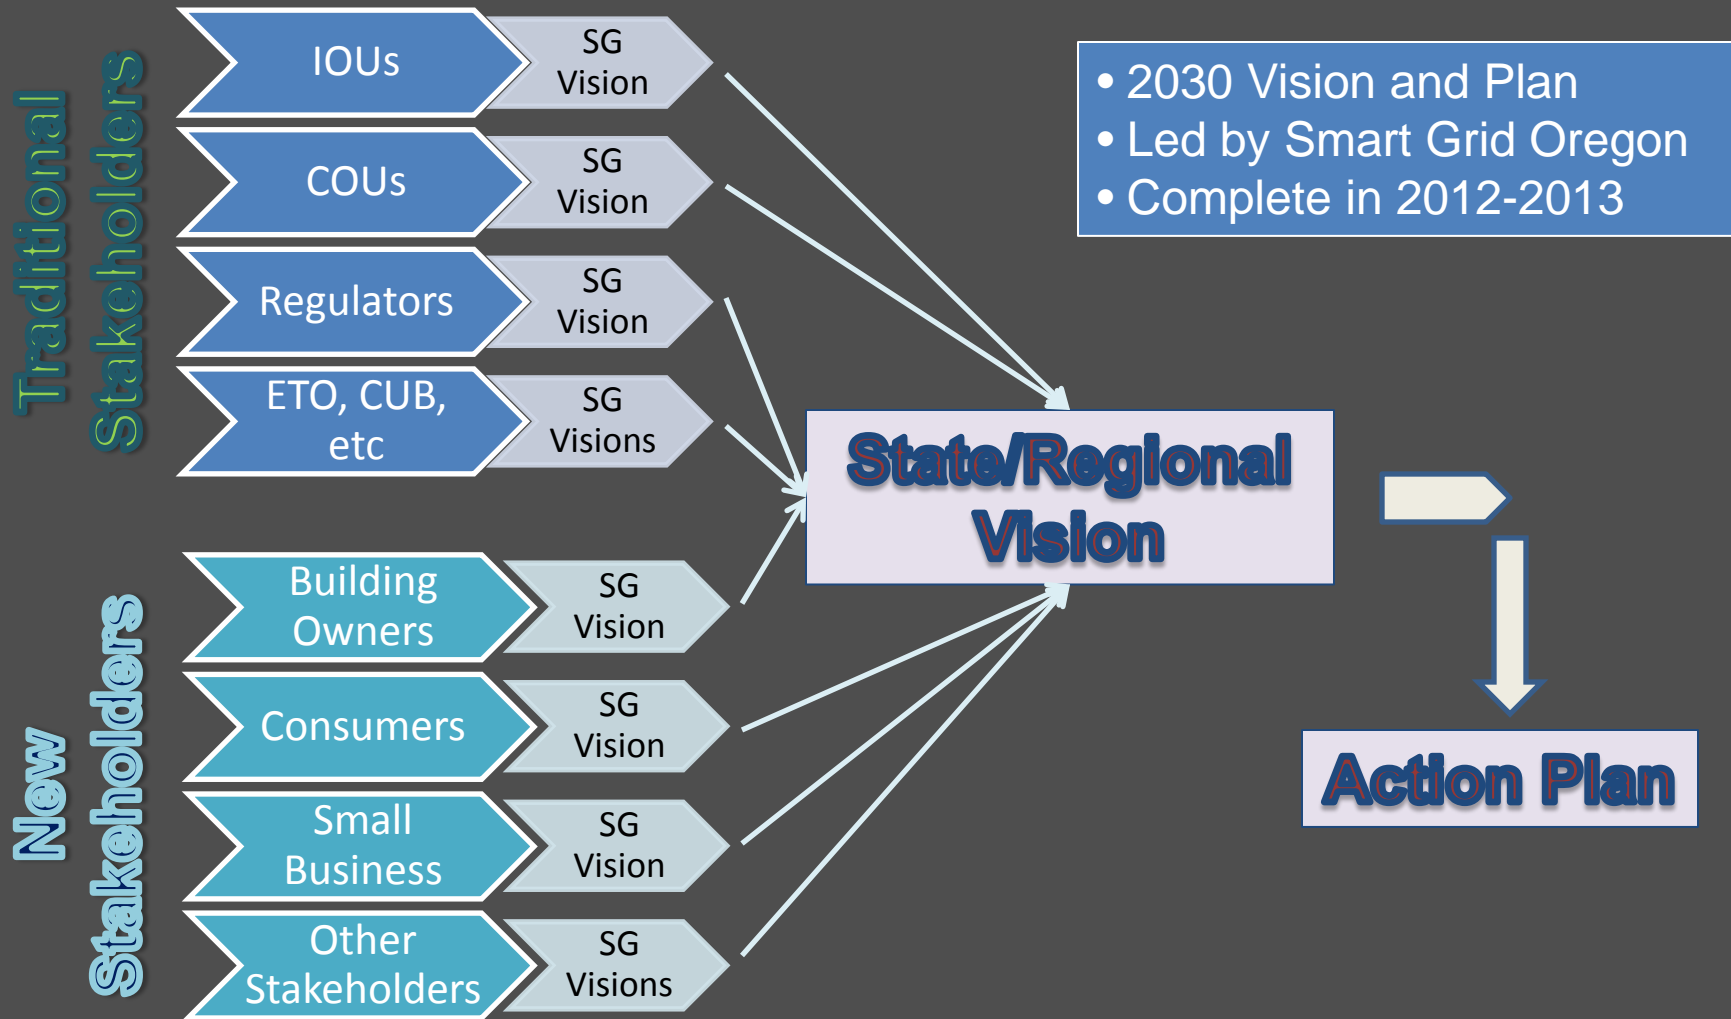 Traditional
Stakeholders
IOUs
SG
Vision
COUs
SG
Vision
Regulators
SG
Vision
ETO, CUB,
etc
SG
Visions
New
Stakeholders
Building
Owners
SG
Vision
Consumers
SG
Vision
Small
Business
SG
Vision
Other
Stakeholders
SG
Visions
• 2030 Vision and Plan
• Led by Smart Grid Oregon
• Complete in 2012-2013
State/Regional
Vision
Action Plan